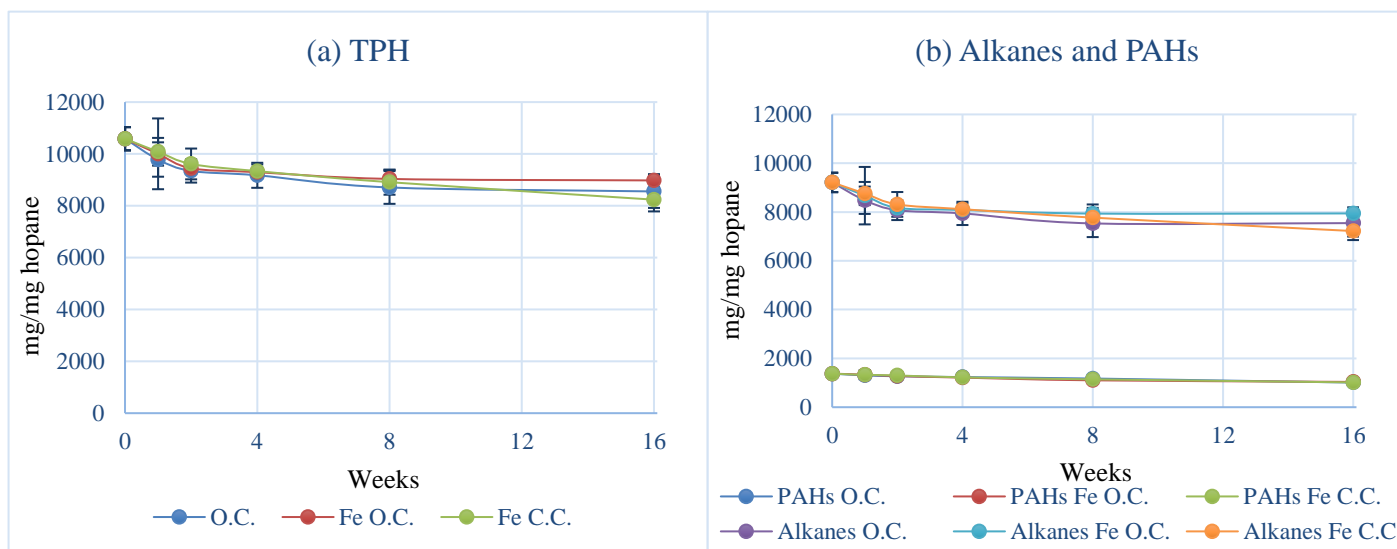 (a) TPH
12000
10000
8000
6000
4000
2000
0
mg/mg hopane
0 4 8 12 16
Weeks
O.C. Fe O.C. Fe C.C.
(b) Alkanes and PAHs
12000
10000
8000
6000
4000
2000
0
mg/mg hopane
0 4 8 12 16
Weeks
PAHs O.C. PAHs Fe O.C. PAHs Fe C.C.
Alkanes O.C. Alkanes Fe O.C. Alkanes Fe C.C